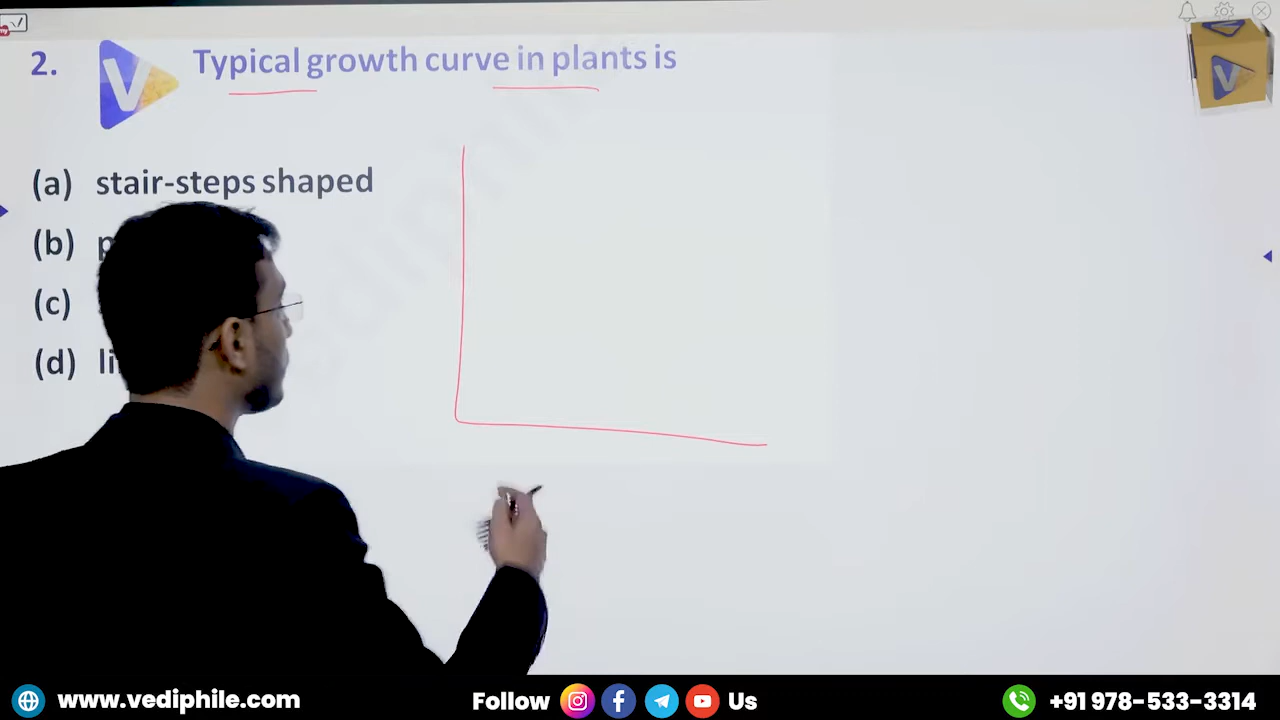 2. Typical growth curve in plants is
(a) stair-steps shaped
(b) p
(c)
(d) li
www.vediphile.com Follow Us +91 978-533-3314